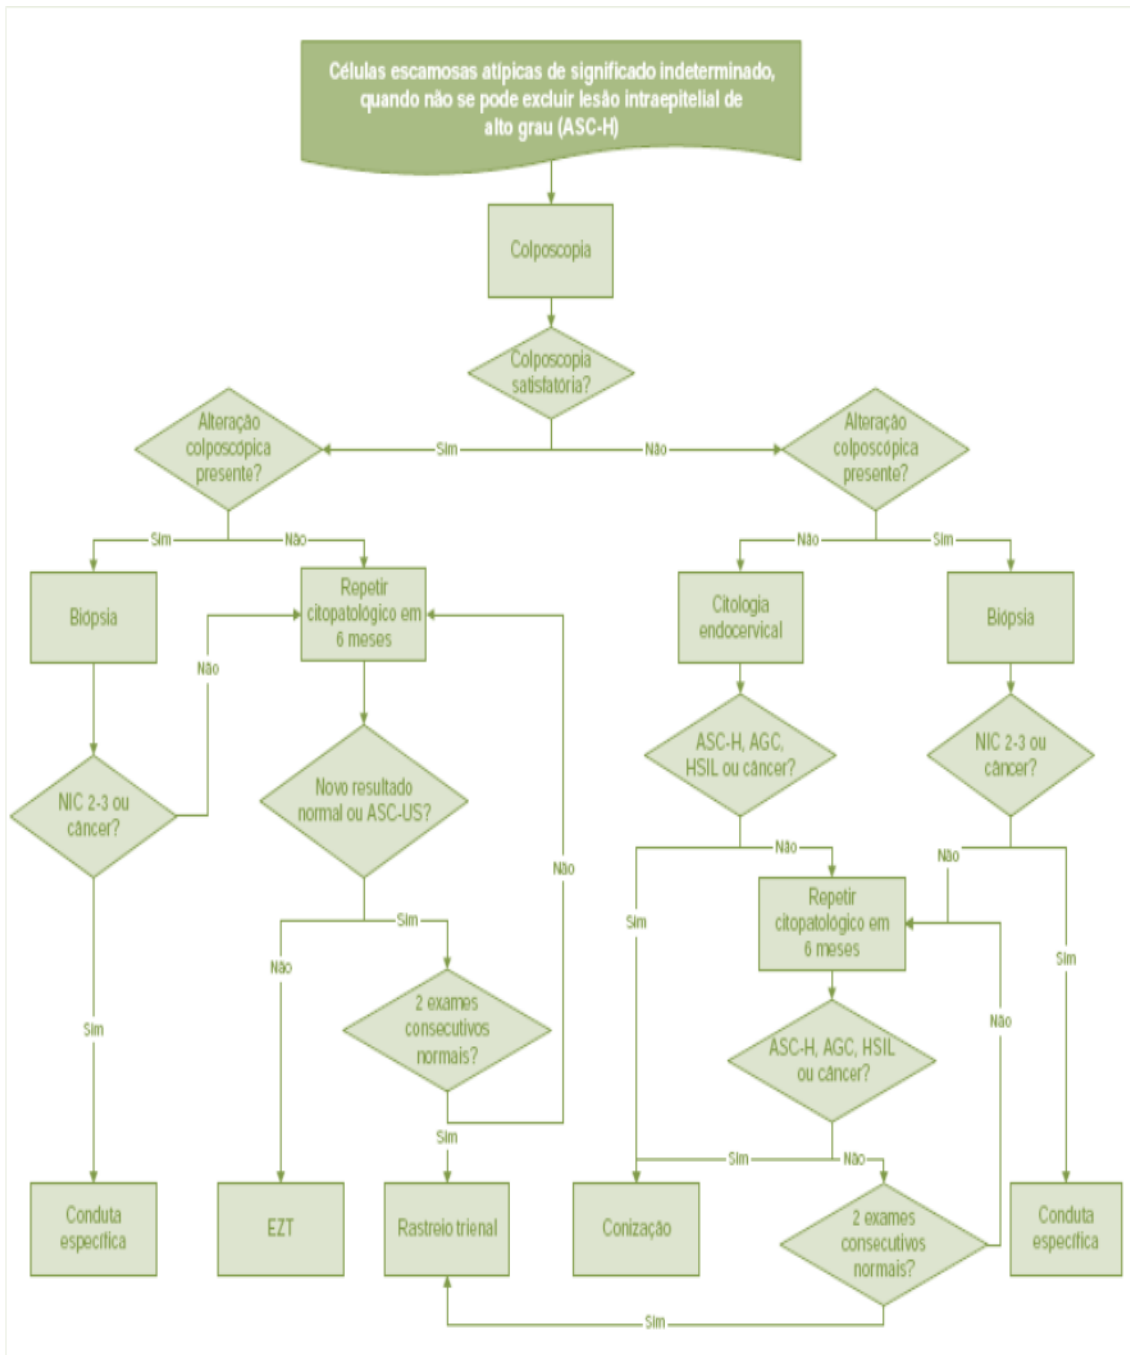 Células escamosas atípicas de significado indeterminado,
quando não se pode excluir lesão intraepitelial de
alto grau (ASC-H)
Colposcopia
Colposcopia
satisfatória?
Alteração
colposcópica
presente?
Sim
Não
Alteração
colposcópica
presente?
Sim
Não
Não
Sim
Biópsia
Repetir
citopatológico em
6 meses
Citologia
endocervical
Biópsia
Não
NIC 2-3 ou
câncer?
Novo resultado
normal ou ASC-US?
ASC-H, AGC,
HSIL ou câncer?
NIC 2-3 ou
câncer?
Não
Não
Não
Sim
Não
Sim
Repetir
citopatológico em
6 meses
Sim
Sim
2 exames
consecutivos
normais?
Não
Sim
ASC-H, AGC, HSIL
ou câncer?
Sim
Sim
Não
Conduta
específica
EZT
Rastreio trienal
Conização
2 exames
consecutivos
normais?
Conduta
específica
Sim